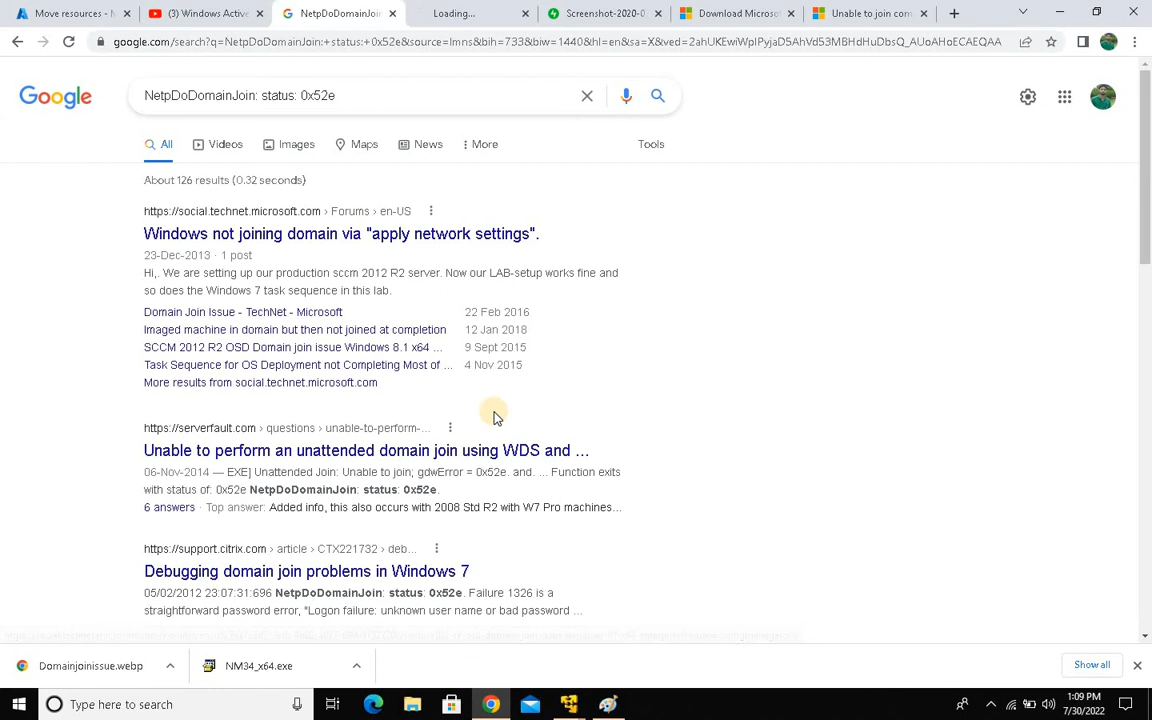 Move resources - M
(3) Windows Active
NetpDoDomainJoin
Loading...
Screenshot-2020-0
Download Microso
Unable to join com
google.com/search?q=NetpDoDomainJoin:+status:+0x52e&source=lmns&bih=733&biw=1440&hl=en&sa=X&ved=2ahUKEwiPlPyjaD5AhVd53MBHdHuDbsQ_AUoAHoECAEQAA
Google
NetpDoDomainJoin: status: 0x52e
All Videos Images Maps News More Tools
About 126 results (0.32 seconds)
https://social.technet.microsoft.com › Forums › en-US
Windows not joining domain via "apply network settings".
23-Dec-2013 · 1 post
Hi,. We are setting up our production sccm 2012 R2 server. Now our LAB-setup works fine and
so does the Windows 7 task sequence in this lab.
Domain Join Issue - TechNet - Microsoft 22 Feb 2016
Imaged machine in domain but then not joined at completion 12 Jan 2018
SCCM 2012 R2 OSD Domain join issue Windows 8.1 x64 ... 9 Sept 2015
Task Sequence for OS Deployment not Completing Most of ... 4 Nov 2015
More results from social.technet.microsoft.com
https://serverfault.com › questions › unable-to-perform-...
Unable to perform an unattended domain join using WDS and ...
06-Nov-2014 — EXE] Unattended Join: Unable to join; gdwError = 0x52e. and. ... Function exits
with status of: 0x52e NetpDoDomainJoin: status: 0x52e.
6 answers · Top answer: Added info, this also occurs with 2008 Std R2 with W7 Pro machines...
https://support.citrix.com › article › CTX221732 › deb...
Debugging domain join problems in Windows 7
05/02/2012 23:07:31:696 NetpDoDomainJoin: status: 0x52e. Failure 1326 is a
straightforward password error, "Logon failure: unknown user name or bad password ...
Domainjoinissue.webp
NM34_x64.exe
Show all
Type here to search
1:09 PM
7/30/2022